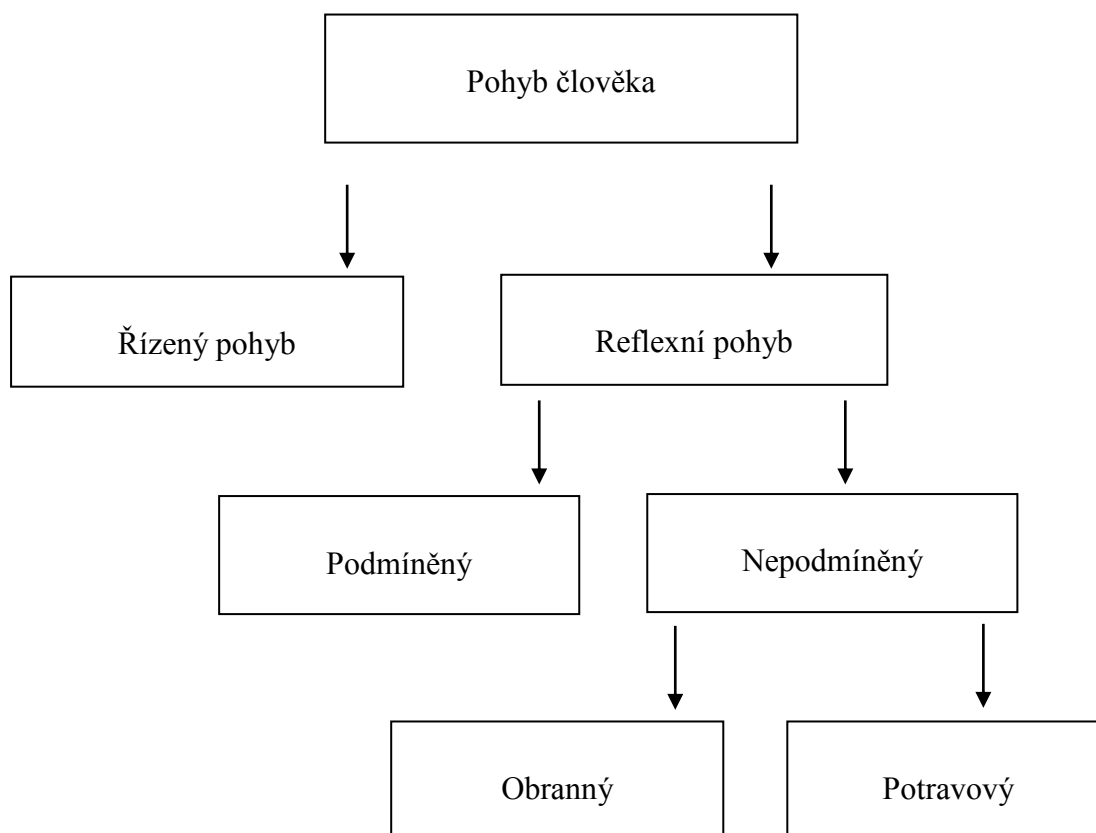 Pohyb člověka
Řízený pohyb
Reflexní pohyb
Podmíněný
Nepodmíněný
Obranný
Potravový